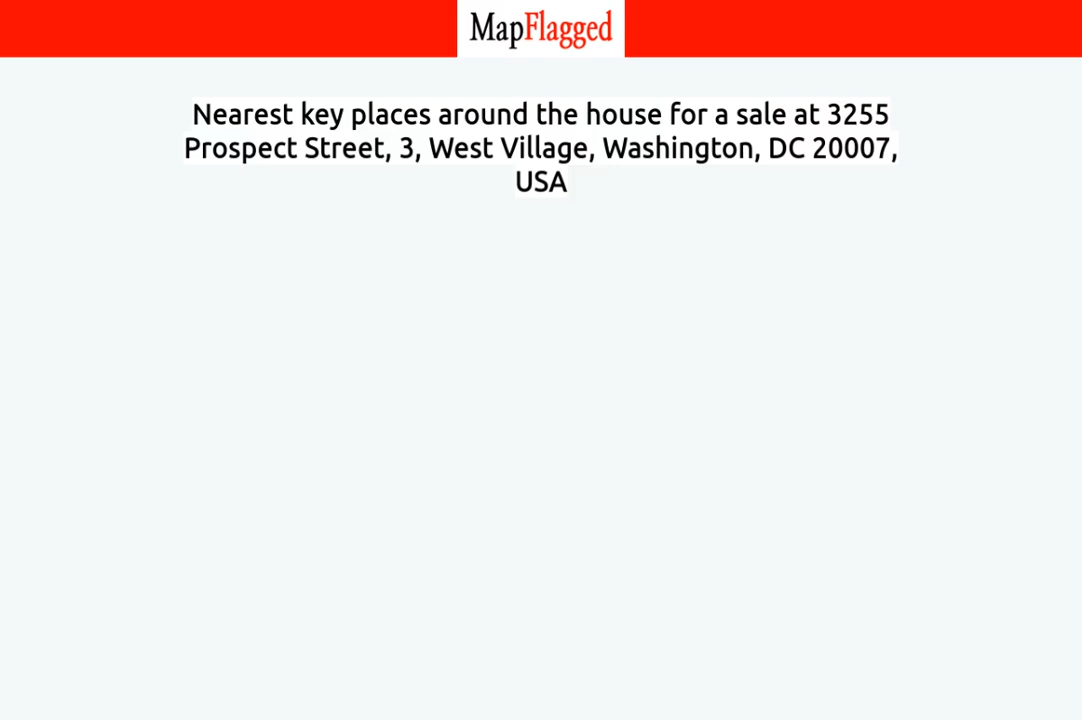 MapFlagged
Nearest key places around the house for a sale at 3255
Prospect Street, 3, West Village, Washington, DC 20007,
USA